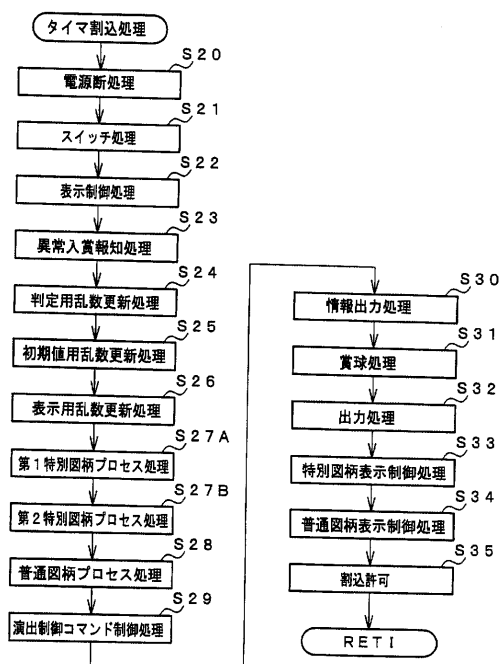 タイマ割込処理
S20
電源断処理
S21
スイッチ処理
S22
表示制御処理
S23
異常入賞報知処理
S24
判定用乱数更新処理
S25
初期値用乱数更新処理
S26
表示用乱数更新処理
S27A
第1特別図柄プロセス処理
S27B
第2特別図柄プロセス処理
S28
普通図柄プロセス処理
S29
演出制御コマンド制御処理
S30
情報出力処理
S31
賞球処理
S32
出力処理
S33
特別図柄表示制御処理
S34
普通図柄表示制御処理
S35
割込許可
RETI